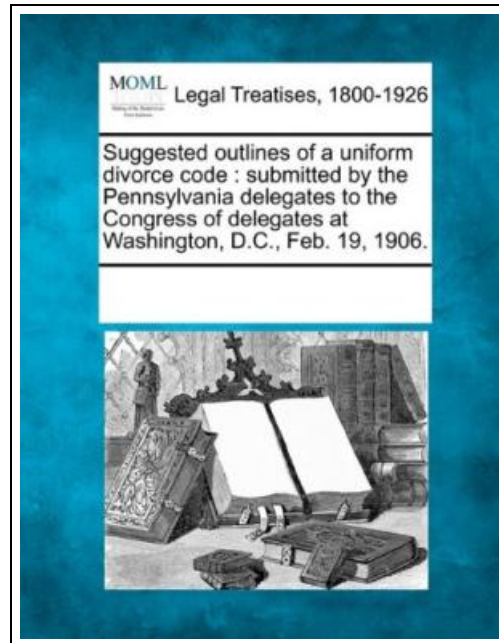 MOML
Legal Treatises, 1800-1926
Suggested outlines of a uniform
divorce code : submitted by the
Pennsylvania delegates to the
Congress of delegates at
Washington, D.C., Feb. 19, 1906.